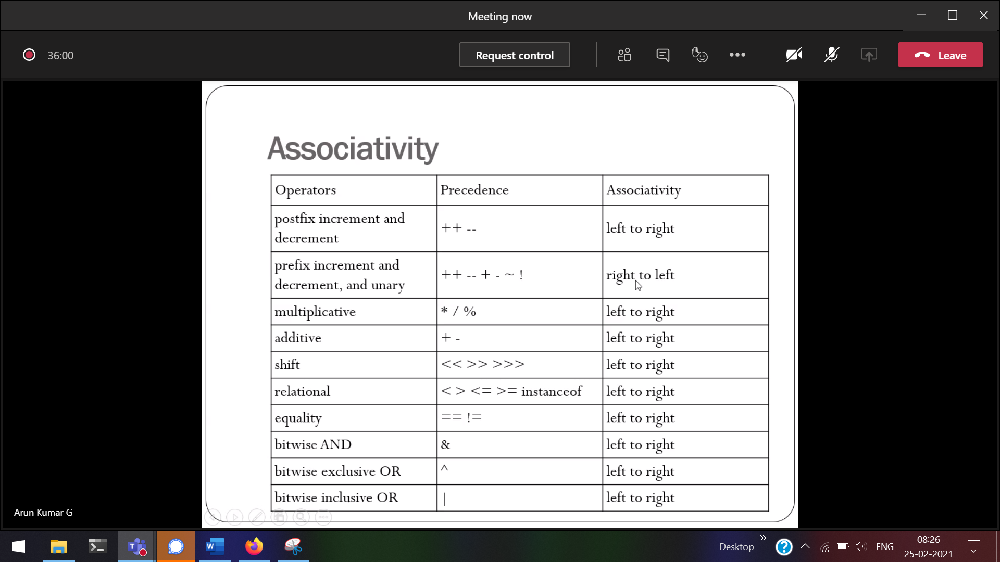 Meeting now
36:00
Request control
Leave
Associativity
Operators Precedence Associativity
postfix increment and
decrement
++ -- left to right
prefix increment and
decrement, and unary
++ -- + - ~ ! right to left
multiplicative * / % left to right
additive + - left to right
shift << >> >>> left to right
relational < > <= >= instanceof left to right
equality == != left to right
bitwise AND & left to right
bitwise exclusive OR ^ left to right
bitwise inclusive OR | left to right
Arun Kumar G
Desktop
ENG
08:26
25-02-2021